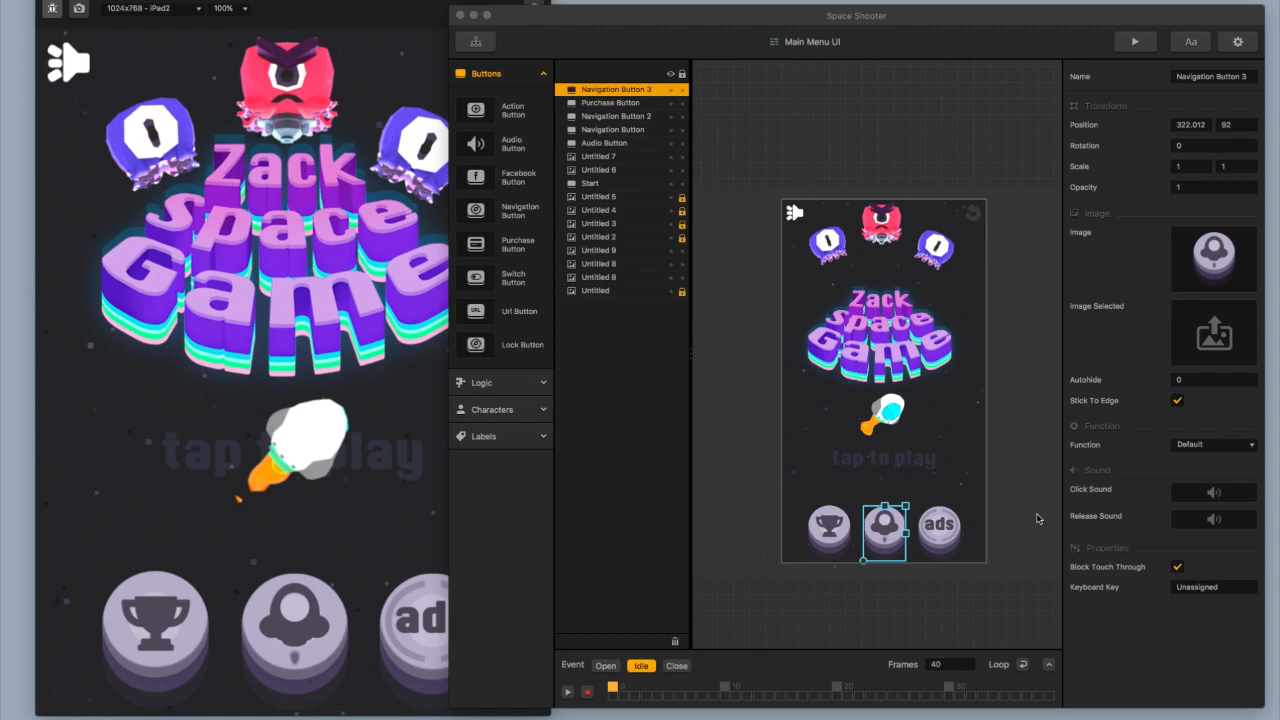 1024x768 - iPad2
100%
Zack
Space
Game
tap to play
ad
Space Shooter
Main Menu UI
Aa
Buttons
Action
Button
Audio
Button
Facebook
Button
Navigation
Button
Purchase
Button
Switch
Button
URL
Url Button
Lock Button
Logic
Characters
Labels
Navigation Button 3
Purchase Button
Navigation Button 2
Navigation Button
Audio Button
Untitled 7
Untitled 6
Start
Untitled 5
Untitled 4
Untitled 3
Untitled 2
Untitled 9
Untitled 8
Untitled 8
Untitled
Zack
Space
Game
tap to play
ads
Name Navigation Button 3
Transform
Position 322.012 92
Rotation 0
Scale 1 1
Opacity 1
Image
Image
Image Selected
Autohide 0
Stick To Edge
Function
Function Default
Sound
Click Sound
Release Sound
Properties
Block Touch Through
Keyboard Key Unassigned
Event Open Idle Close Frames 40 Loop
0 10 20 30